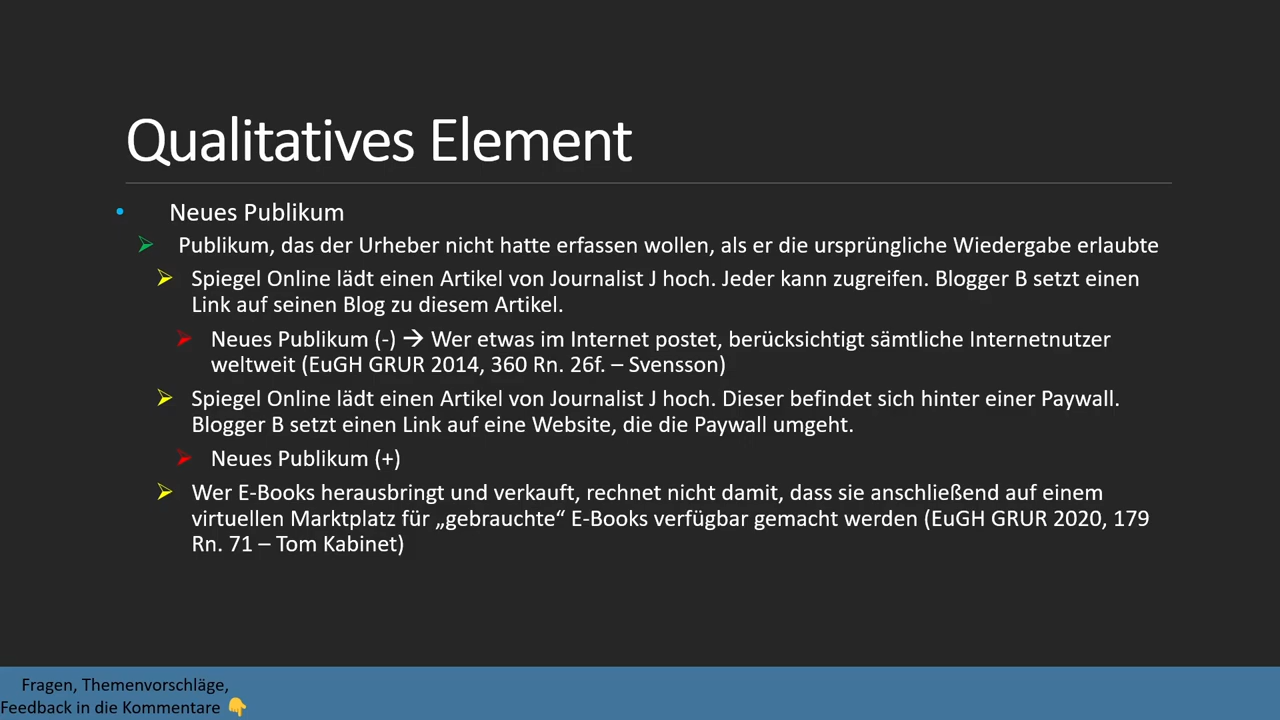 Qualitatives Element
• Neues Publikum
Publikum, das der Urheber nicht hatte erfassen wollen, als er die ursprüngliche Wiedergabe erlaubte
Spiegel Online lädt einen Artikel von Journalist J hoch. Jeder kann zugreifen. Blogger B setzt einen
Link auf seinen Blog zu diesem Artikel.
Neues Publikum (-) → Wer etwas im Internet postet, berücksichtigt sämtliche Internetnutzer
weltweit (EuGH GRUR 2014, 360 Rn. 26f. – Svensson)
Spiegel Online lädt einen Artikel von Journalist J hoch. Dieser befindet sich hinter einer Paywall.
Blogger B setzt einen Link auf eine Website, die die Paywall umgeht.
Neues Publikum (+)
Wer E-Books herausbringt und verkauft, rechnet nicht damit, dass sie anschließend auf einem
virtuellen Marktplatz für „gebrauchte“ E-Books verfügbar gemacht werden (EuGH GRUR 2020, 179
Rn. 71 – Tom Kabinet)
Fragen, Themenvorschläge,
Feedback in die Kommentare 👇